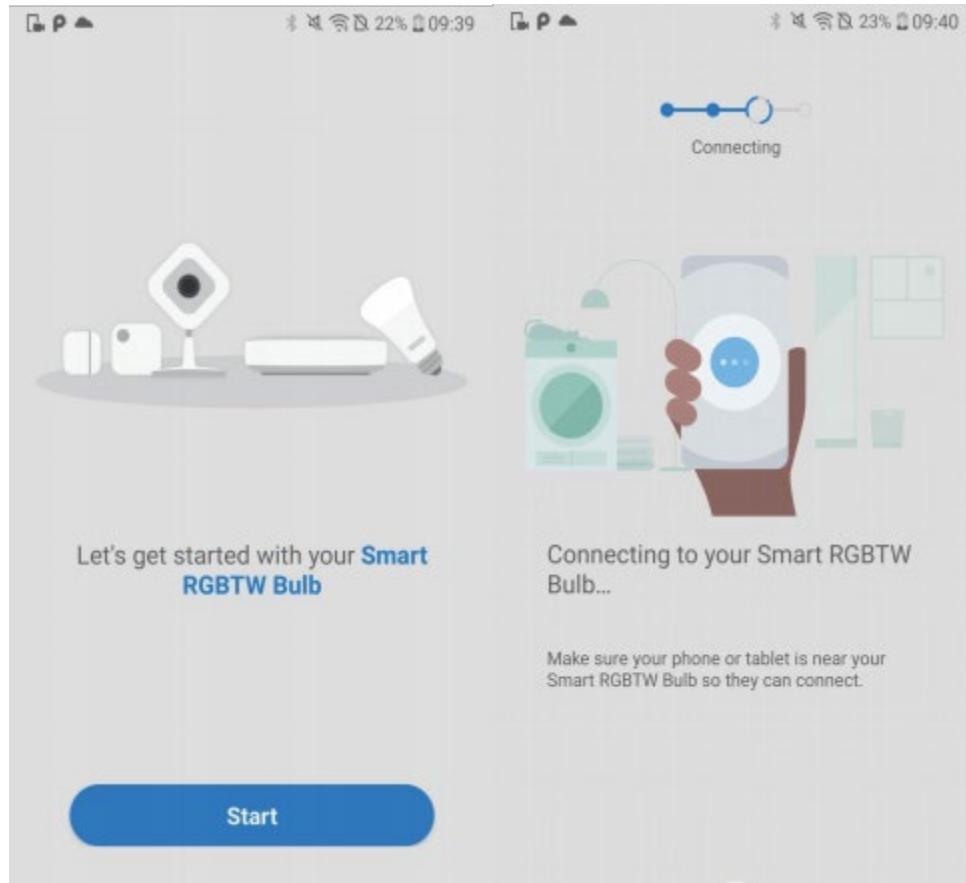 22% 09:39
Let's get started with your Smart
RGBTW Bulb
Start
23% 09:40
Connecting
Connecting to your Smart RGBTW
Bulb...
Make sure your phone or tablet is near your
Smart RGBTW Bulb so they can connect.